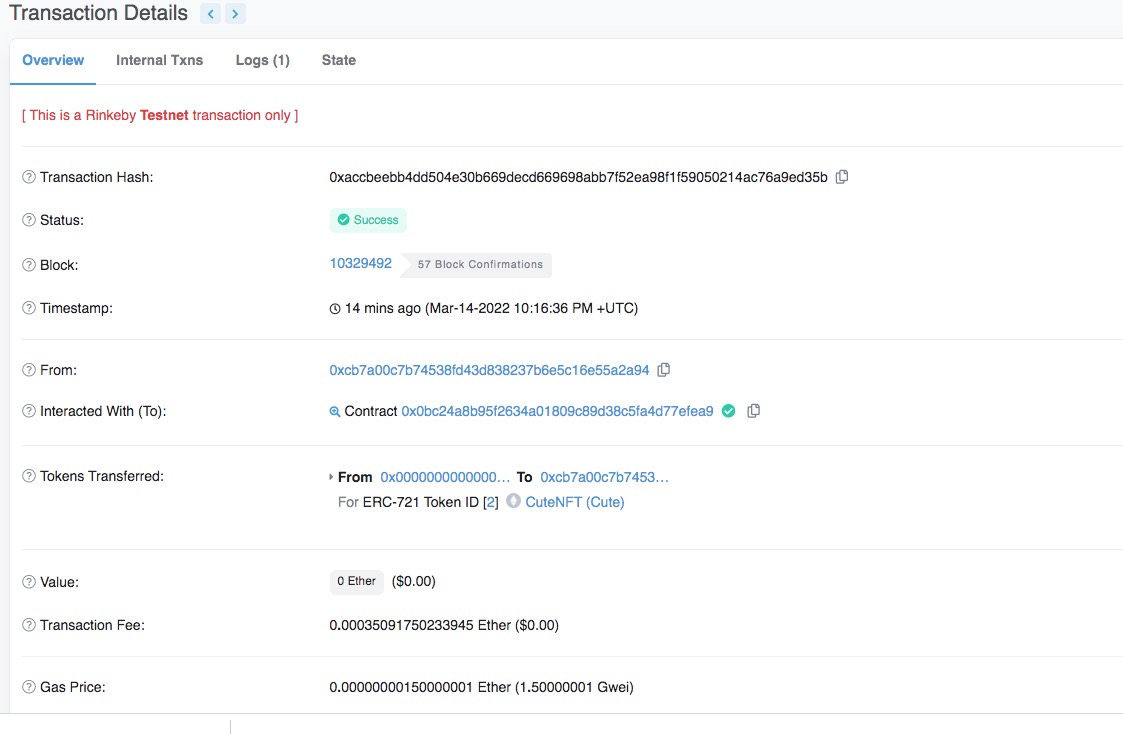 Transaction Details
Overview Internal Txns Logs (1) State
[ This is a Rinkeby Testnet transaction only ]
Transaction Hash: 0xaccbeebb4dd504e30b669decd669698abb7f52ea98f1f59050214ac76a9ed35b
Status: Success
Block: 10329492 57 Block Confirmations
Timestamp: 14 mins ago (Mar-14-2022 10:16:36 PM +UTC)
From: 0xcb7a00c7b74538fd43d838237b6e5c16e55a2a94
Interacted With (To): Contract 0x0bc24a8b95f2634a01809c89d38c5fa4d77efea9
Tokens Transferred: From 0x0000000000000... To 0xcb7a00c7b7453...
For ERC-721 Token ID [2] CuteNFT (Cute)
Value: 0 Ether ($0.00)
Transaction Fee: 0.00035091750233945 Ether ($0.00)
Gas Price: 0.00000000150000001 Ether (1.50000001 Gwei)